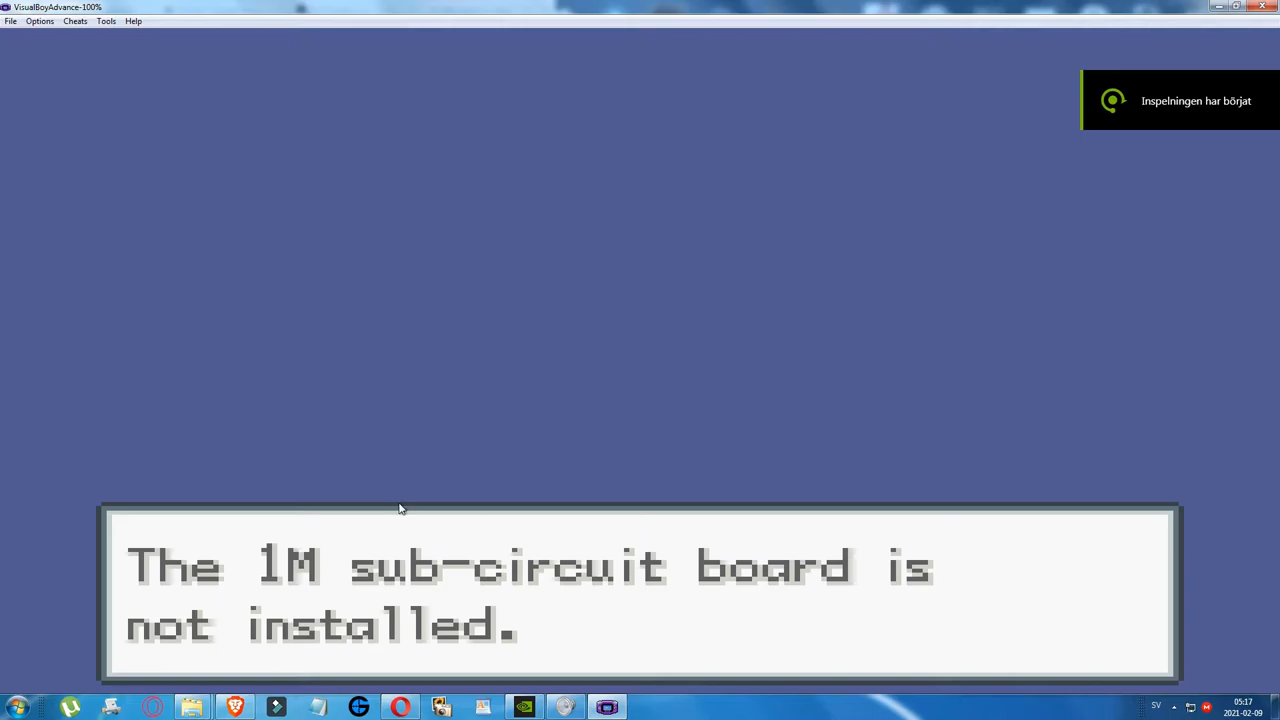 VisualBoyAdvance-100%
File Options Cheats Tools Help
Inspelningen har börjat
The 1M sub-circuit board is
not installed.
SV
05:17
2021-02-09